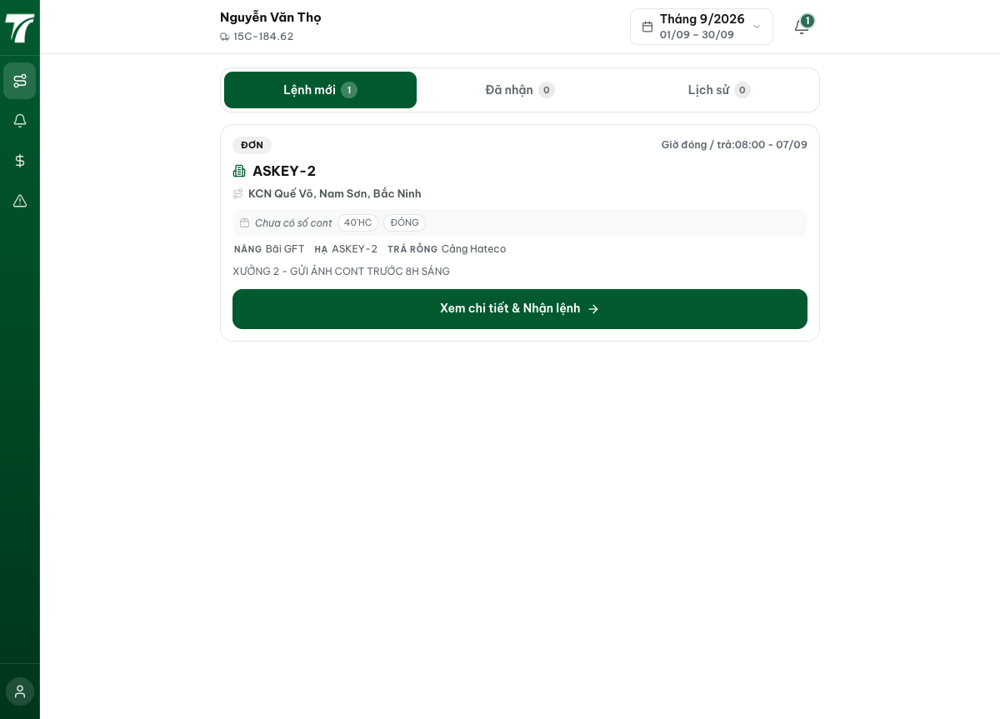 Nguyễn Văn Thọ
15C-184.62
Tháng 9/2026
01/09 – 30/09
1
Lệnh mới 1
Đã nhận 0
Lịch sử 0
ĐƠN
Giờ đóng / trả:08:00 - 07/09
ASKEY-2
KCN Quế Võ, Nam Sơn, Bắc Ninh
Chưa có số cont 40'HC ĐÓNG
NÂNG Bãi GFT HẠ ASKEY-2 TRẢ RỖNG Cảng Hateco
XƯỞNG 2 - GỬI ẢNH CONT TRƯỚC 8H SÁNG
Xem chi tiết & Nhận lệnh →